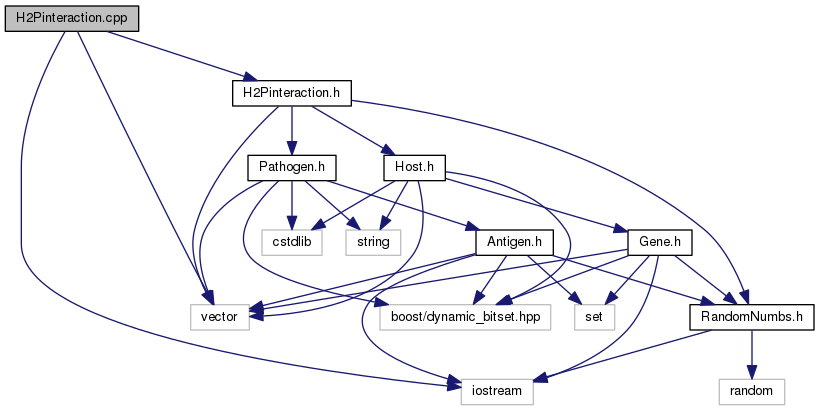 H2Pinteraction.cpp
H2Pinteraction.h
Pathogen.h
Host.h
cstdlib
string
Antigen.h
Gene.h
vector
boost/dynamic_bitset.hpp
set
RandomNumbs.h
iostream
random